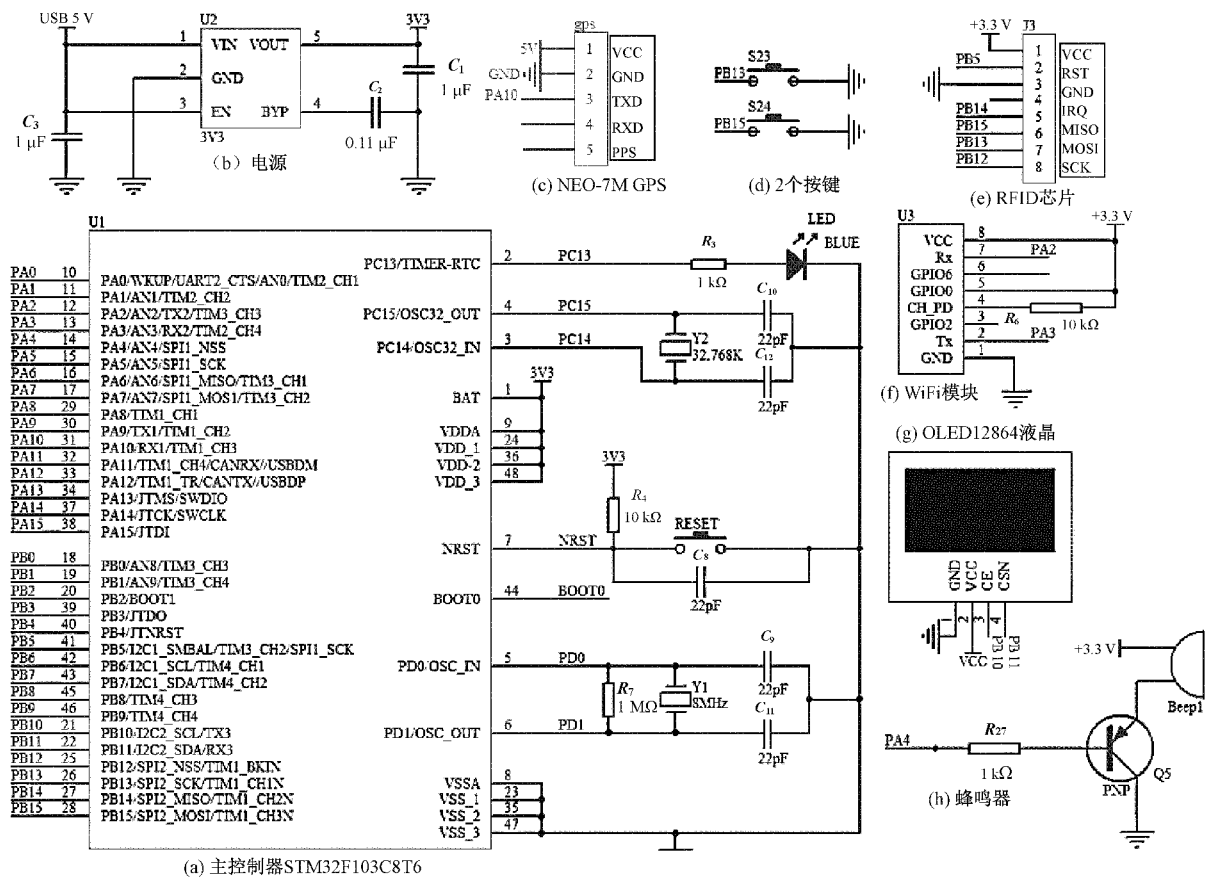 USB 5 V
U2
3V3
1
VIN
VOUT
5
2
GND
3
EN
BYP
4
3V3
C1
1 μF
C2
0.11 μF
C3
1 μF
(b) 电源
gps
5V
1
VCC
GND
2
GND
PA10
3
TXD
4
RXD
5
PPS
(c) NEO-7M GPS
S23
PB13
S24
PB15
(d) 2个按键
+3.3 V
J3
1
VCC
PB5
2
RST
3
GND
4
IRQ
PB14
5
MISO
PB15
6
MOSI
PB13
7
SCK
PB12
8
(e) RFID芯片
U1
PA0 10 PA0/WKUP/UART2_CTS/AN0/TIM2_CH1
PA1 11 PA1/AN1/TIM2_CH2
PA2 12 PA2/AN2/TX2/TIM3_CH3
PA3 13 PA3/AN3/RX2/TIM2_CH4
PA4 14 PA4/AN4/SPI1_NSS
PA5 15 PA5/AN5/SPI1_SCK
PA6 16 PA6/AN6/SPI1_MISO/TIM3_CH1
PA7 17 PA7/AN7/SPI1_MOS1/TIM3_CH2
PA8 29 PA8/TIM1_CH1
PA9 30 PA9/TX1/TIM1_CH2
PA10 31 PA10/RX1/TIM1_CH3
PA11 32 PA11/TIM1_CH4/CANRX//USBDM
PA12 33 PA12/TIM1_TR/CANTX//USBDP
PA13 34 PA13/JTMS/SWDIO
PA14 37 PA14/JTCK/SWCLK
PA15 38 PA15/JTDI
PB0 18 PB0/AN8/TIM3_CH3
PB1 19 PB1/AN9/TIM3_CH4
PB2 20 PB2/BOOT1
PB3 39 PB3/JTDO
PB4 40 PB4/JTNRST
PB5 41 PB5/I2C1_SMBAL/TIM3_CH2/SPI1_SCK
PB6 42 PB6/I2C1_SCL/TIM4_CH1
PB7 43 PB7/I2C1_SDA/TIM4_CH2
PB8 45 PB8/TIM4_CH3
PB9 46 PB9/TIM4_CH4
PB10 21 PB10/I2C2_SCL/TX3
PB11 22 PB11/I2C2_SDA/RX3
PB12 25 PB12/SPI2_NSS/TIM1_BKIN
PB13 26 PB13/SPI2_SCK/TIM1_CH1N
PB14 27 PB14/SPI2_MISO/TIM1_CH2N
PB15 28 PB15/SPI2_MOSI/TIM1_CH3N
PC13/TIMER-RTC 2 PC13
R3
1 kΩ
LED
BLUE
PC15/OSC32_OUT 4 PC15
PC14/OSC32_IN 3 PC14
Y2
32.768K
C10
22pF
C12
22pF
3V3
BAT 1
VDDA 9
VDD_1 24
VDD-2 36
VDD_3 48
3V3
R4
10 kΩ
RESET
NRST 7 NRST
C8
22pF
BOOT0 44 BOOT0
PD0/OSC_IN 5 PD0
R7
1 MΩ
Y1
8MHz
C9
22pF
C11
22pF
PD1/OSC_OUT 6 PD1
VSSA 8
VSS_1 23
VSS_2 35
VSS_3 47
(a) 主控制器STM32F103C8T6
U3
+3.3 V
VCC 8
Rx 7 PA2
GPIO6 6
GPIO0 5
CH_PD 4
R6
10 kΩ
GPIO2 3
Tx 2 PA3
GND 1
(f) WiFi模块
(g) OLED12864液晶
GND
VCC
CE
CSN
1
2
3
4
VCC
PB10
PB11
+3.3 V
Beep1
PA4
R27
1 kΩ
PNP
Q5
(h) 蜂鸣器